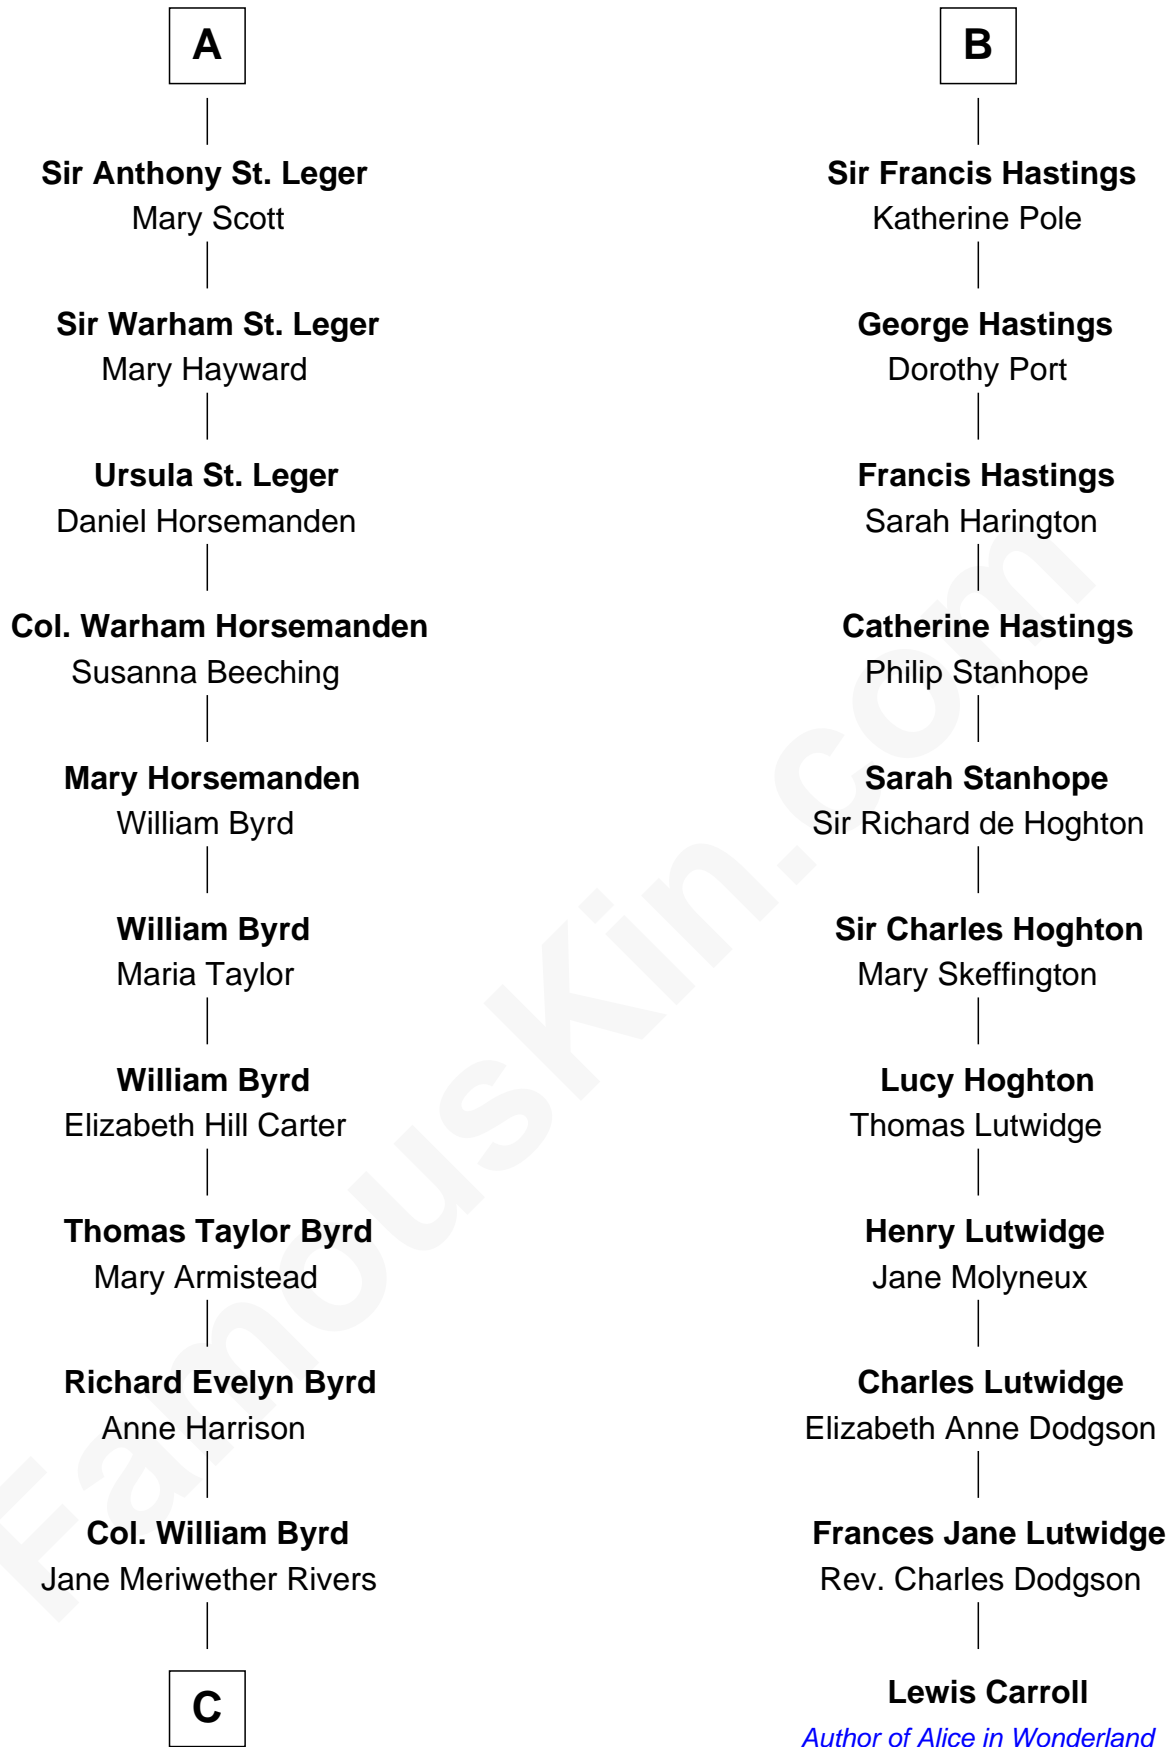 A
Sir Anthony St. Leger
Mary Scott
Sir Warham St. Leger
Mary Hayward
Ursula St. Leger
Daniel Horsemanden
Col. Warham Horsemanden
Susanna Beeching
Mary Horsemanden
William Byrd
William Byrd
Maria Taylor
William Byrd
Elizabeth Hill Carter
Thomas Taylor Byrd
Mary Armistead
Richard Evelyn Byrd
Anne Harrison
Col. William Byrd
Jane Meriwether Rivers
C
B
Sir Francis Hastings
Katherine Pole
George Hastings
Dorothy Port
Francis Hastings
Sarah Harington
Catherine Hastings
Philip Stanhope
Sarah Stanhope
Sir Richard de Hoghton
Sir Charles Hoghton
Mary Skeffington
Lucy Hoghton
Thomas Lutwidge
Henry Lutwidge
Jane Molyneux
Charles Lutwidge
Elizabeth Anne Dodgson
Frances Jane Lutwidge
Rev. Charles Dodgson
Lewis Carroll
Author of Alice in Wonderland
FamousKin.com